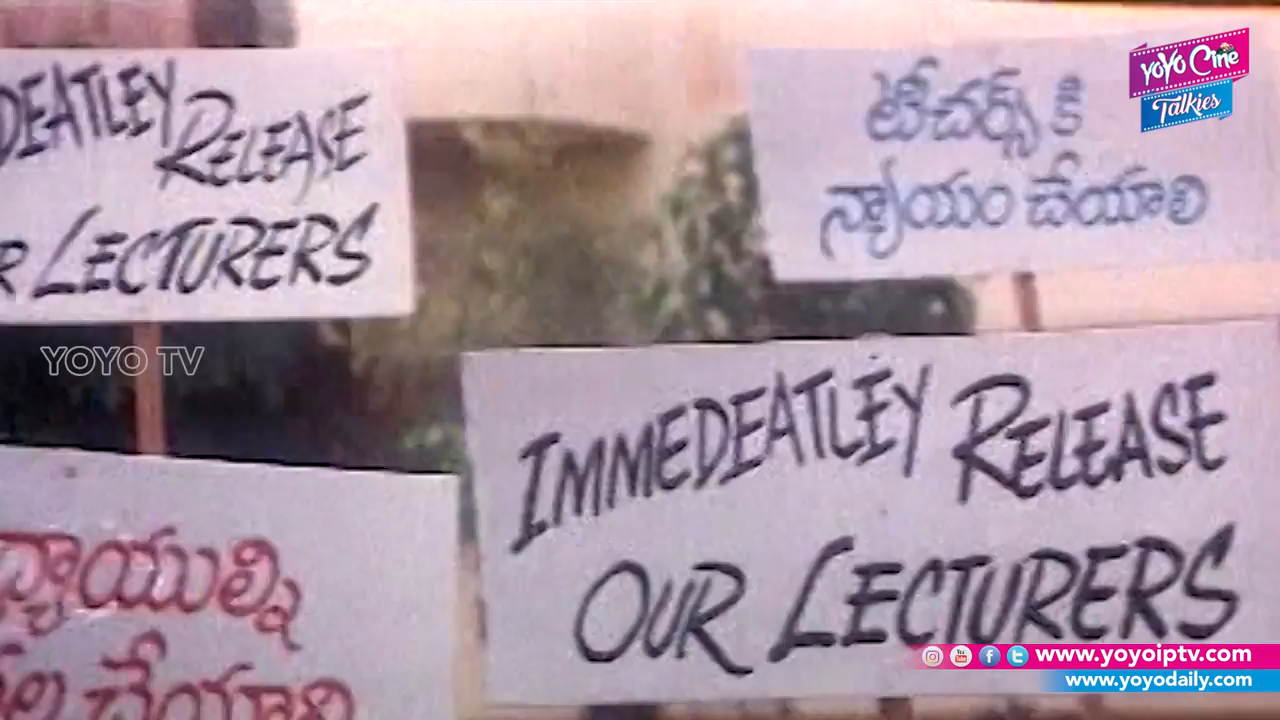 DEATLEY RELEASE
LECTURERS
టీచర్స్ కి
న్యాయం చేయాలి
YOYO Cine
Talkies
YOYO TV
IMMEDEATLEY RELEASE
OUR LECTURERS
చేయాలి
www.yoyoiptv.com
www.yoyodaily.com